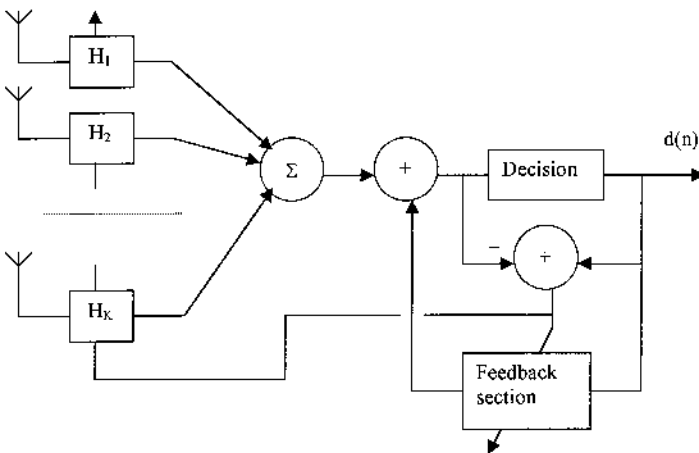 H1
H2
HK
Σ
+
Decision
d(n)
−
+
Feedback
section